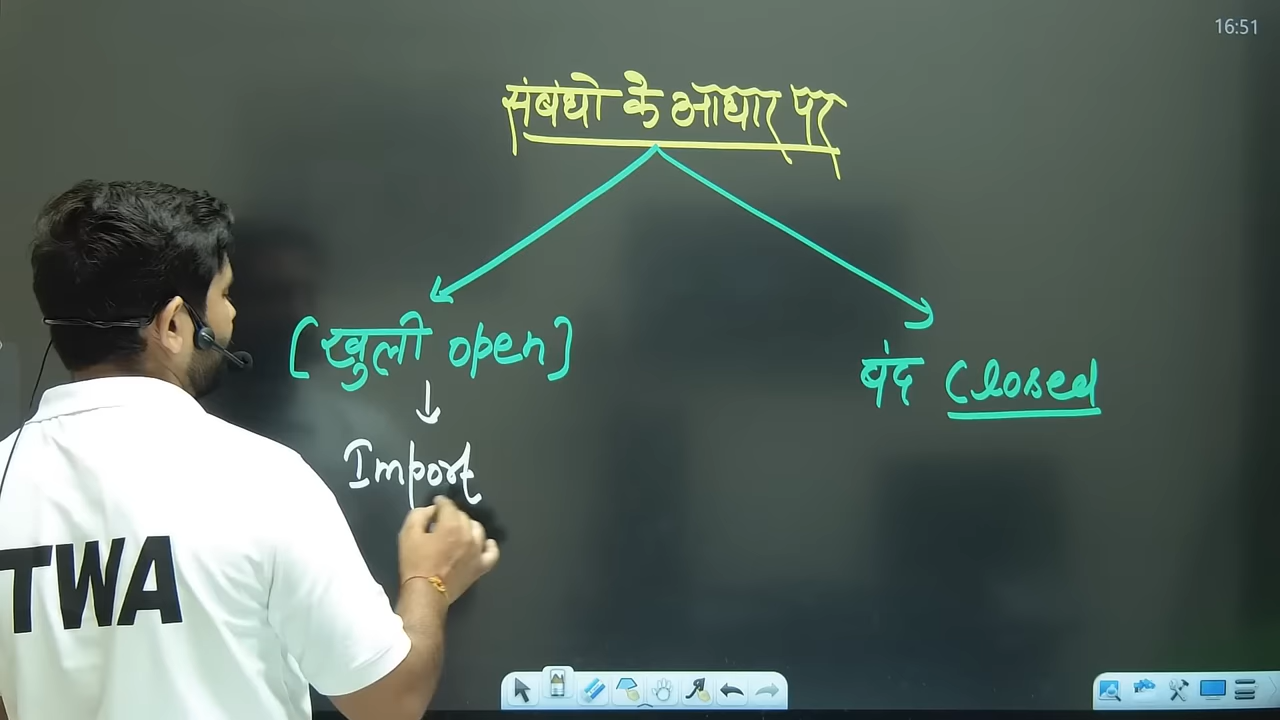 16:51
संबंधो के आधार पर
(खुली open)
बंद Closed
Import
TWA